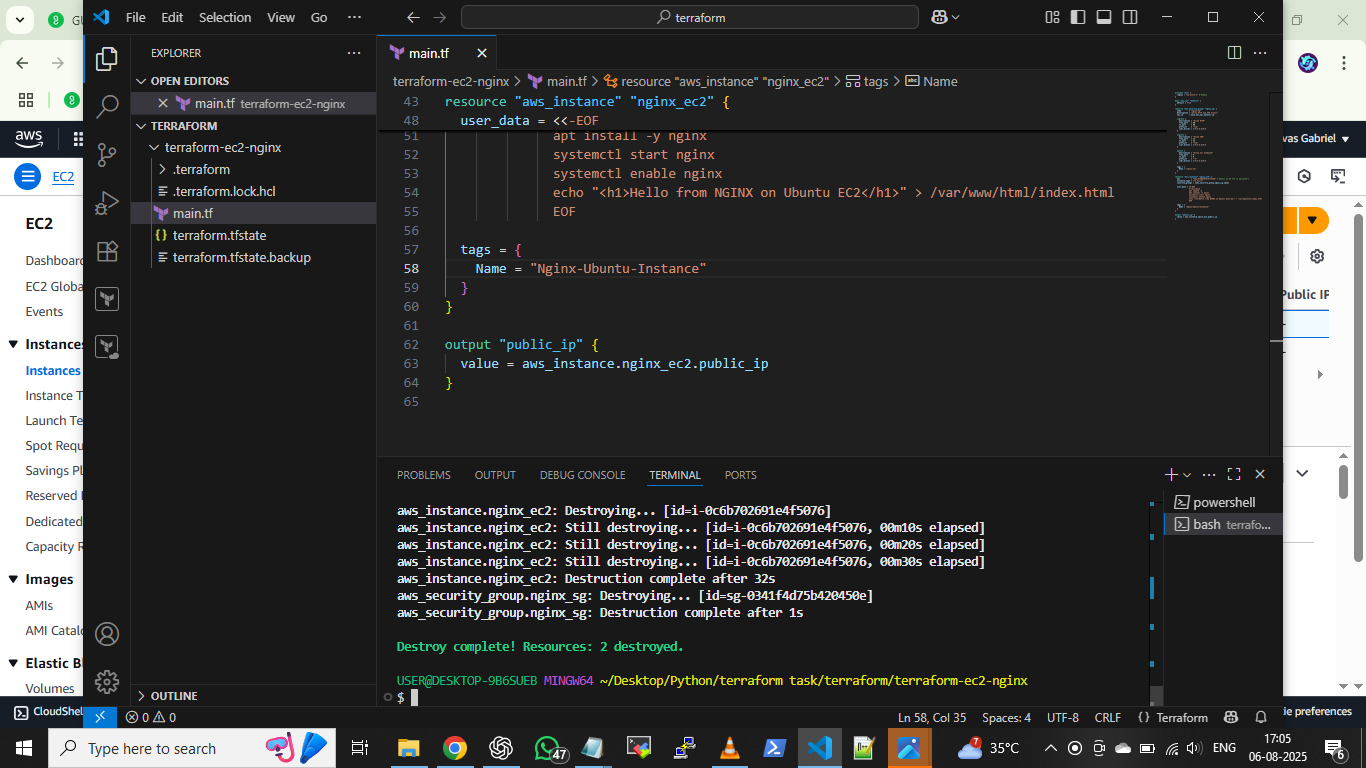 File Edit Selection View Go ··· terraform
EXPLORER ···
OPEN EDITORS
main.tf terraform-ec2-nginx
TERRAFORM
terraform-ec2-nginx
.terraform
.terraform.lock.hcl
main.tf
terraform.tfstate
terraform.tfstate.backup
OUTLINE
main.tf
terraform-ec2-nginx > main.tf > resource "aws_instance" "nginx_ec2" > tags > Name
43 resource "aws_instance" "nginx_ec2" {
48 user_data = <<-EOF
51 apt install -y nginx
52 systemctl start nginx
53 systemctl enable nginx
54 echo "<h1>Hello from NGINX on Ubuntu EC2</h1>" > /var/www/html/index.html
55 EOF
56
57 tags = {
58 Name = "Nginx-Ubuntu-Instance"
59 }
60 }
61
62 output "public_ip" {
63 value = aws_instance.nginx_ec2.public_ip
64 }
65
PROBLEMS OUTPUT DEBUG CONSOLE TERMINAL PORTS
powershell
bash terrafo...
aws_instance.nginx_ec2: Destroying... [id=i-0c6b702691e4f5076]
aws_instance.nginx_ec2: Still destroying... [id=i-0c6b702691e4f5076, 00m10s elapsed]
aws_instance.nginx_ec2: Still destroying... [id=i-0c6b702691e4f5076, 00m20s elapsed]
aws_instance.nginx_ec2: Still destroying... [id=i-0c6b702691e4f5076, 00m30s elapsed]
aws_instance.nginx_ec2: Destruction complete after 32s
aws_security_group.nginx_sg: Destroying... [id=sg-0341f4d75b420450e]
aws_security_group.nginx_sg: Destruction complete after 1s
Destroy complete! Resources: 2 destroyed.
USER@DESKTOP-9B6SUEB MINGW64 ~/Desktop/Python/terraform task/terraform/terraform-ec2-nginx
$
0 0
Ln 58, Col 35 Spaces: 4 UTF-8 CRLF {} Terraform
aws
EC2
EC2
Dashboard
EC2 Globa
Events
Instances
Instances
Instance T
Launch Te
Spot Requ
Savings Pl
Reserved I
Dedicated
Capacity R
Images
AMIs
AMI Catalo
Elastic Bl
Volumes
CloudShel
vas Gabriel
Public IP
ie preferences
Type here to search
47
7
35°C
ENG
17:05
06-08-2025
6